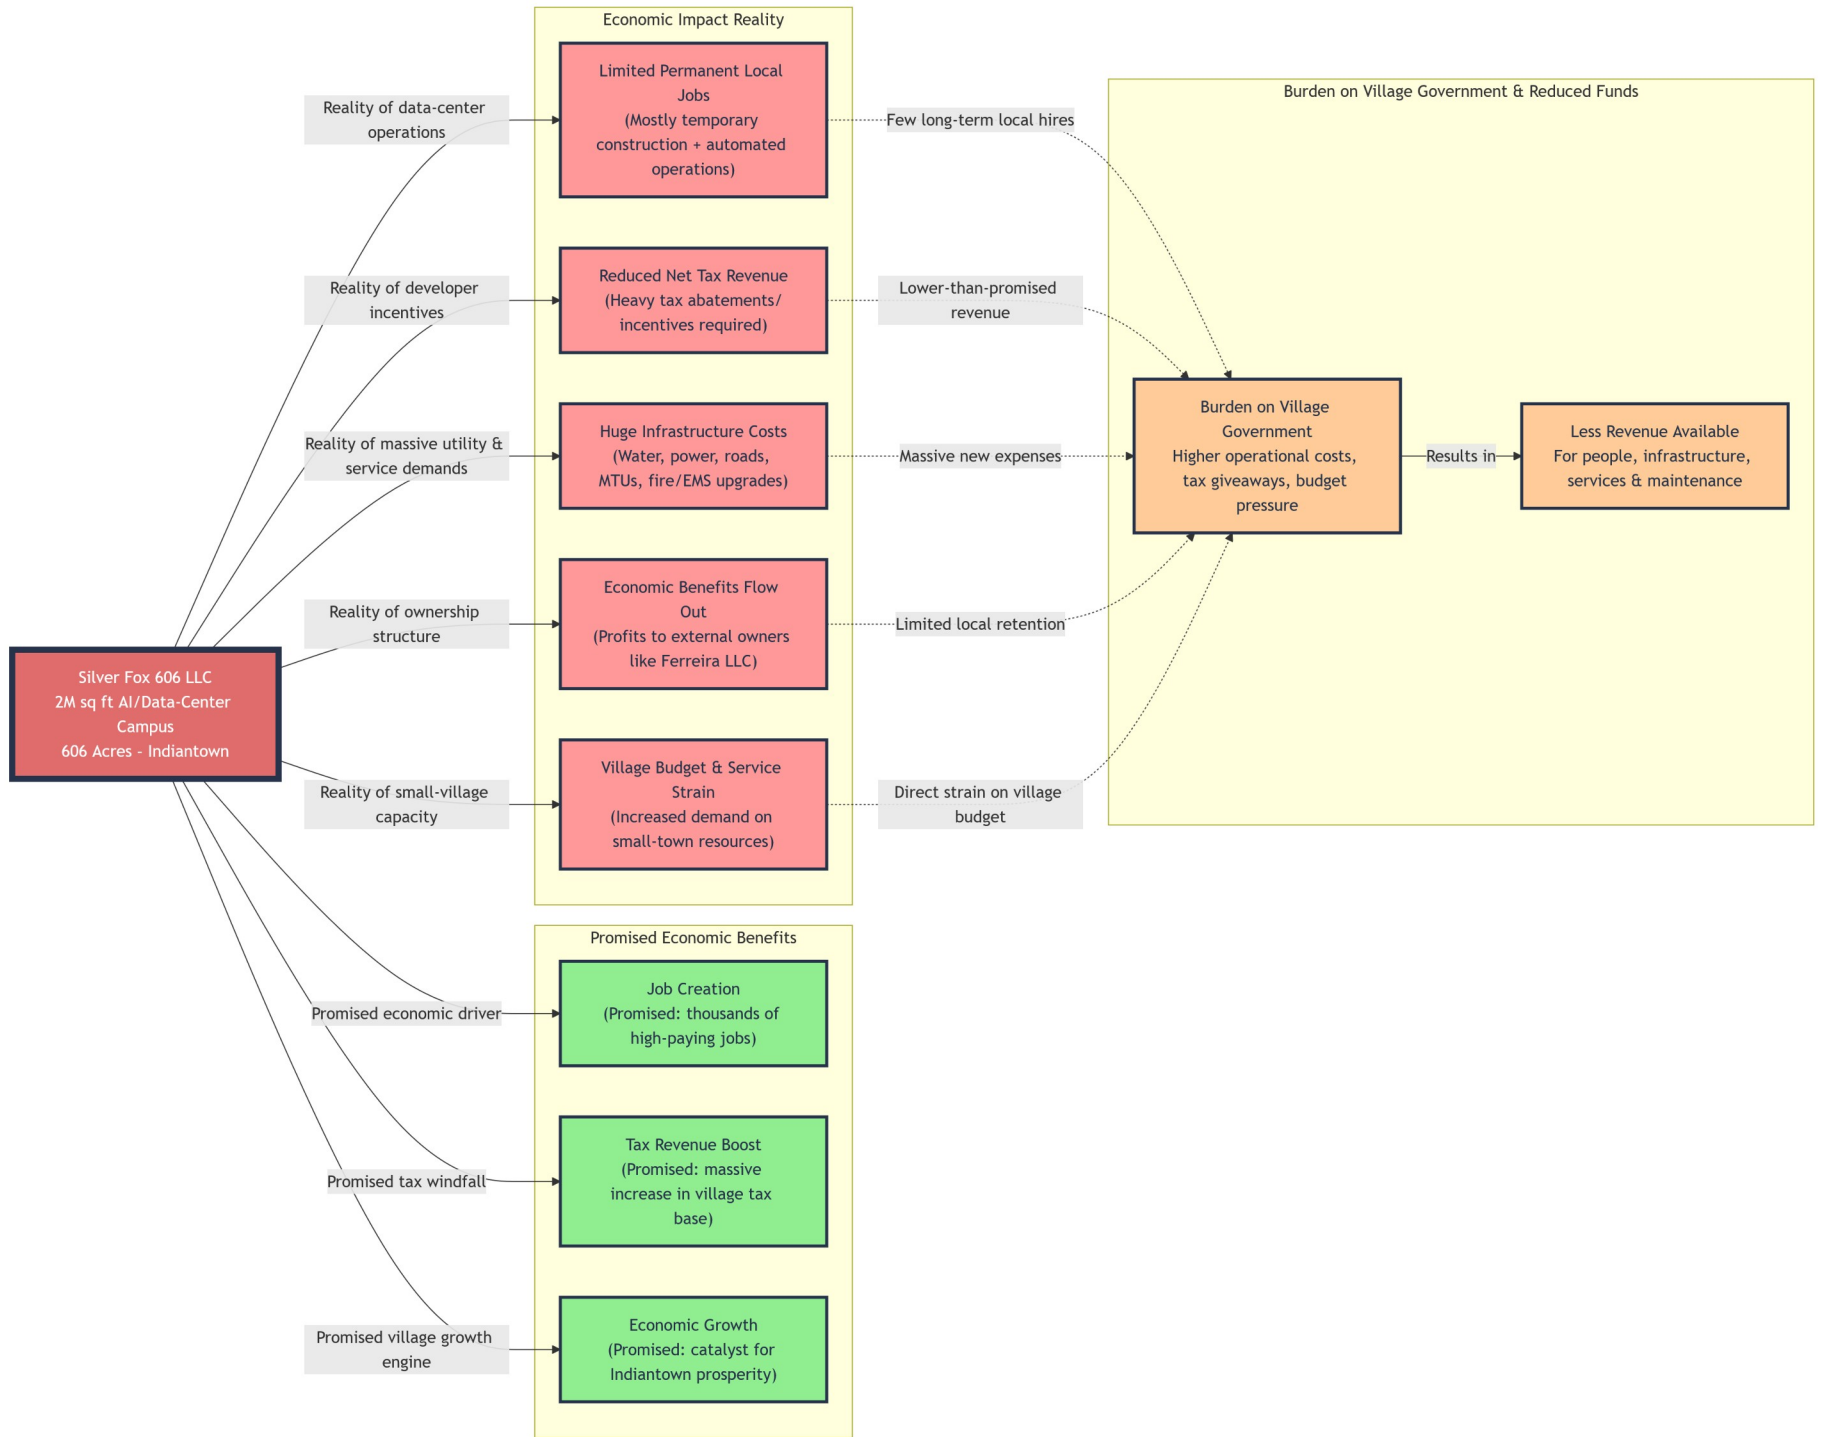 Economic Impact Reality
Limited Permanent Local
Jobs
(Mostly temporary
construction + automated
operations)
Reality of data-center
operations
Few long-term local hires
Reduced Net Tax Revenue
(Heavy tax abatements/
incentives required)
Reality of developer
incentives
Lower-than-promised
revenue
Huge Infrastructure Costs
(Water, power, roads,
MTUs, fire/EMS upgrades)
Reality of massive utility &
service demands
Massive new expenses
Economic Benefits Flow
Out
(Profits to external owners
like Ferreira LLC)
Reality of ownership
structure
Limited local retention
Village Budget & Service
Strain
(Increased demand on
small-town resources)
Reality of small-village
capacity
Direct strain on village
budget
Silver Fox 606 LLC
2M sq ft AI/Data-Center
Campus
606 Acres - Indiantown
Burden on Village Government & Reduced Funds
Burden on Village
Government
Higher operational costs,
tax giveaways, budget
pressure
Results in
Less Revenue Available
For people, infrastructure,
services & maintenance
Promised Economic Benefits
Job Creation
(Promised: thousands of
high-paying jobs)
Promised economic driver
Tax Revenue Boost
(Promised: massive
increase in village tax
base)
Promised tax windfall
Economic Growth
(Promised: catalyst for
Indiantown prosperity)
Promised village growth
engine